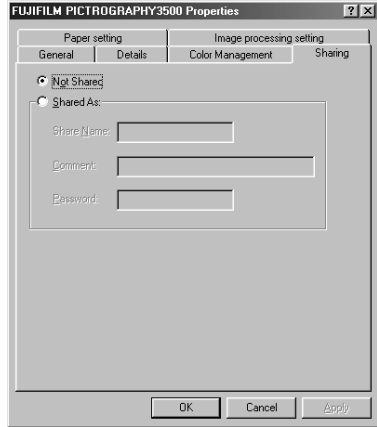 FUJIFILM PICTROGRAPHY3500 Properties
Paper setting Image processing setting
General Details Color Management Sharing
Not Shared
Shared As:
Share Name:
Comment:
Password:
OK Cancel Apply